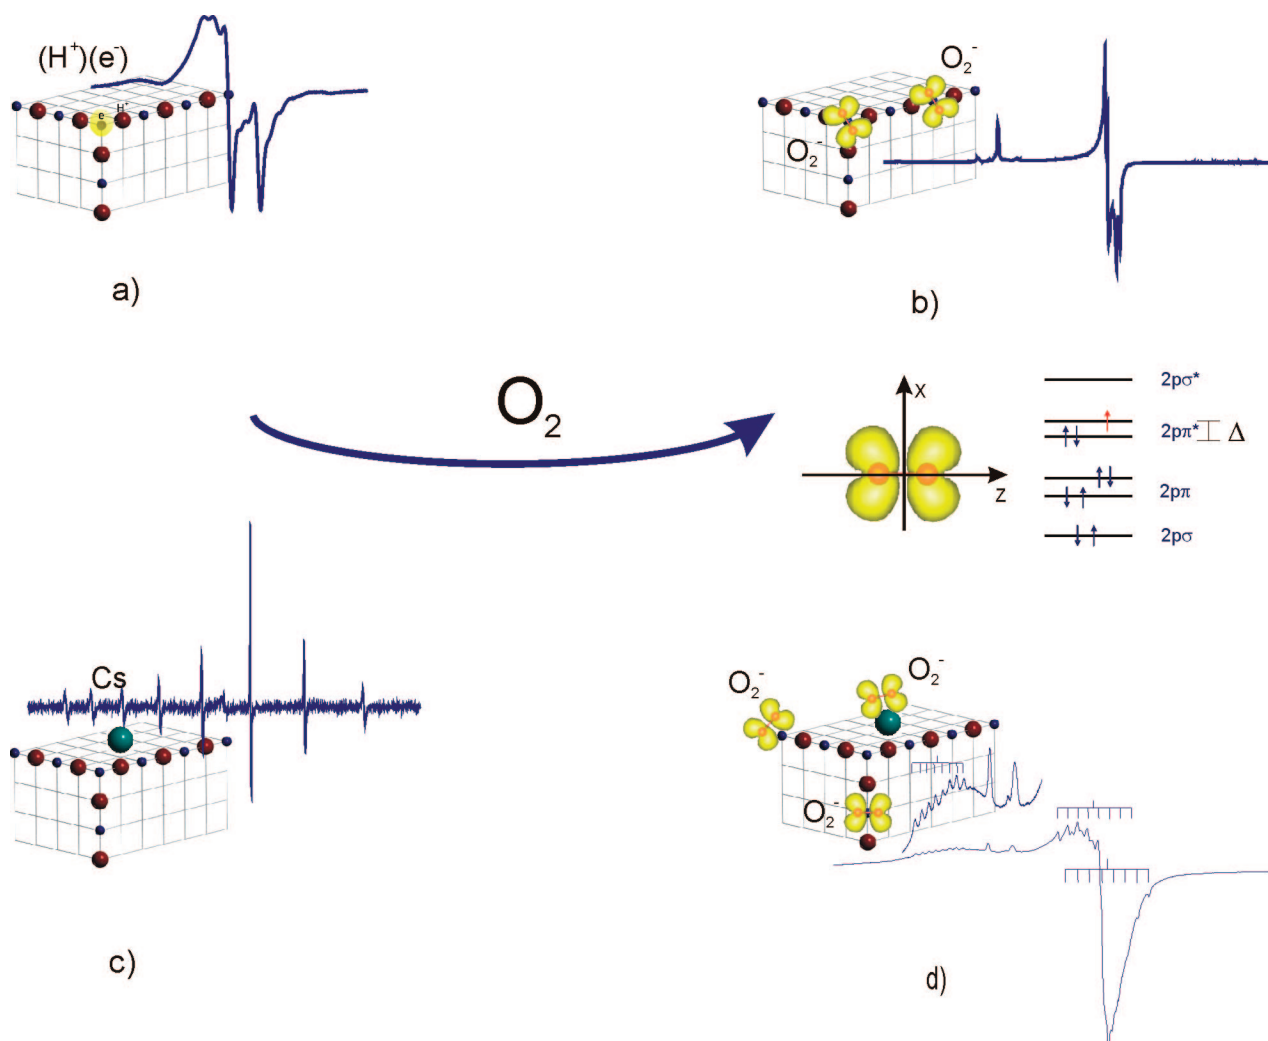 (H⁺)(e⁻)
e⁻
H⁺
a)
O₂⁻
O₂⁻
b)
O₂
X
Z
2pσ*
2pπ* Δ
2pπ
2pσ
Cs
c)
O₂⁻
O₂⁻
O₂⁻
d)